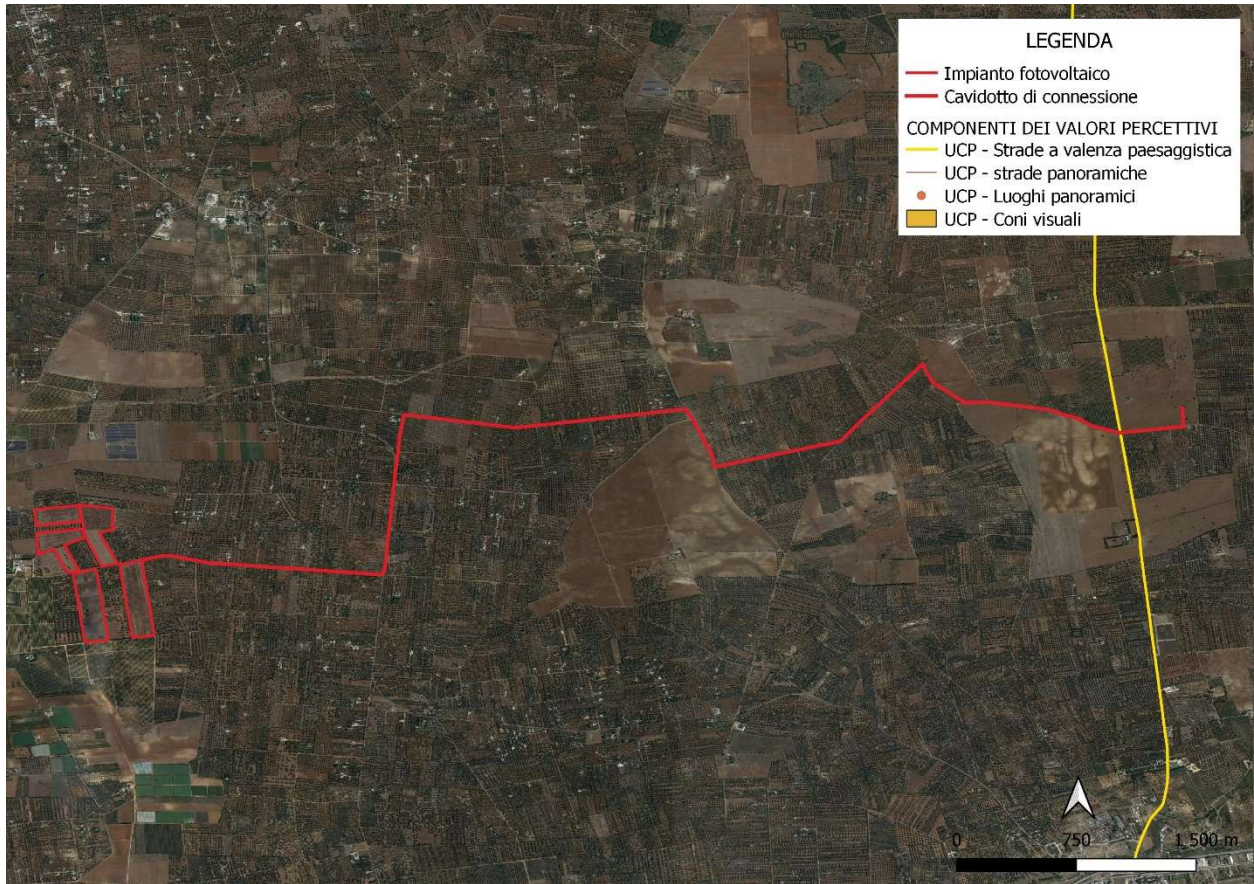 LEGENDA
Impianto fotovoltaico
Cavidotto di connessione
COMPONENTI DEI VALORI PERCETTIVI
UCP - Strade a valenza paesaggistica
UCP - strade panoramiche
UCP - Luoghi panoramici
UCP - Coni visuali
0 750 1.500 m